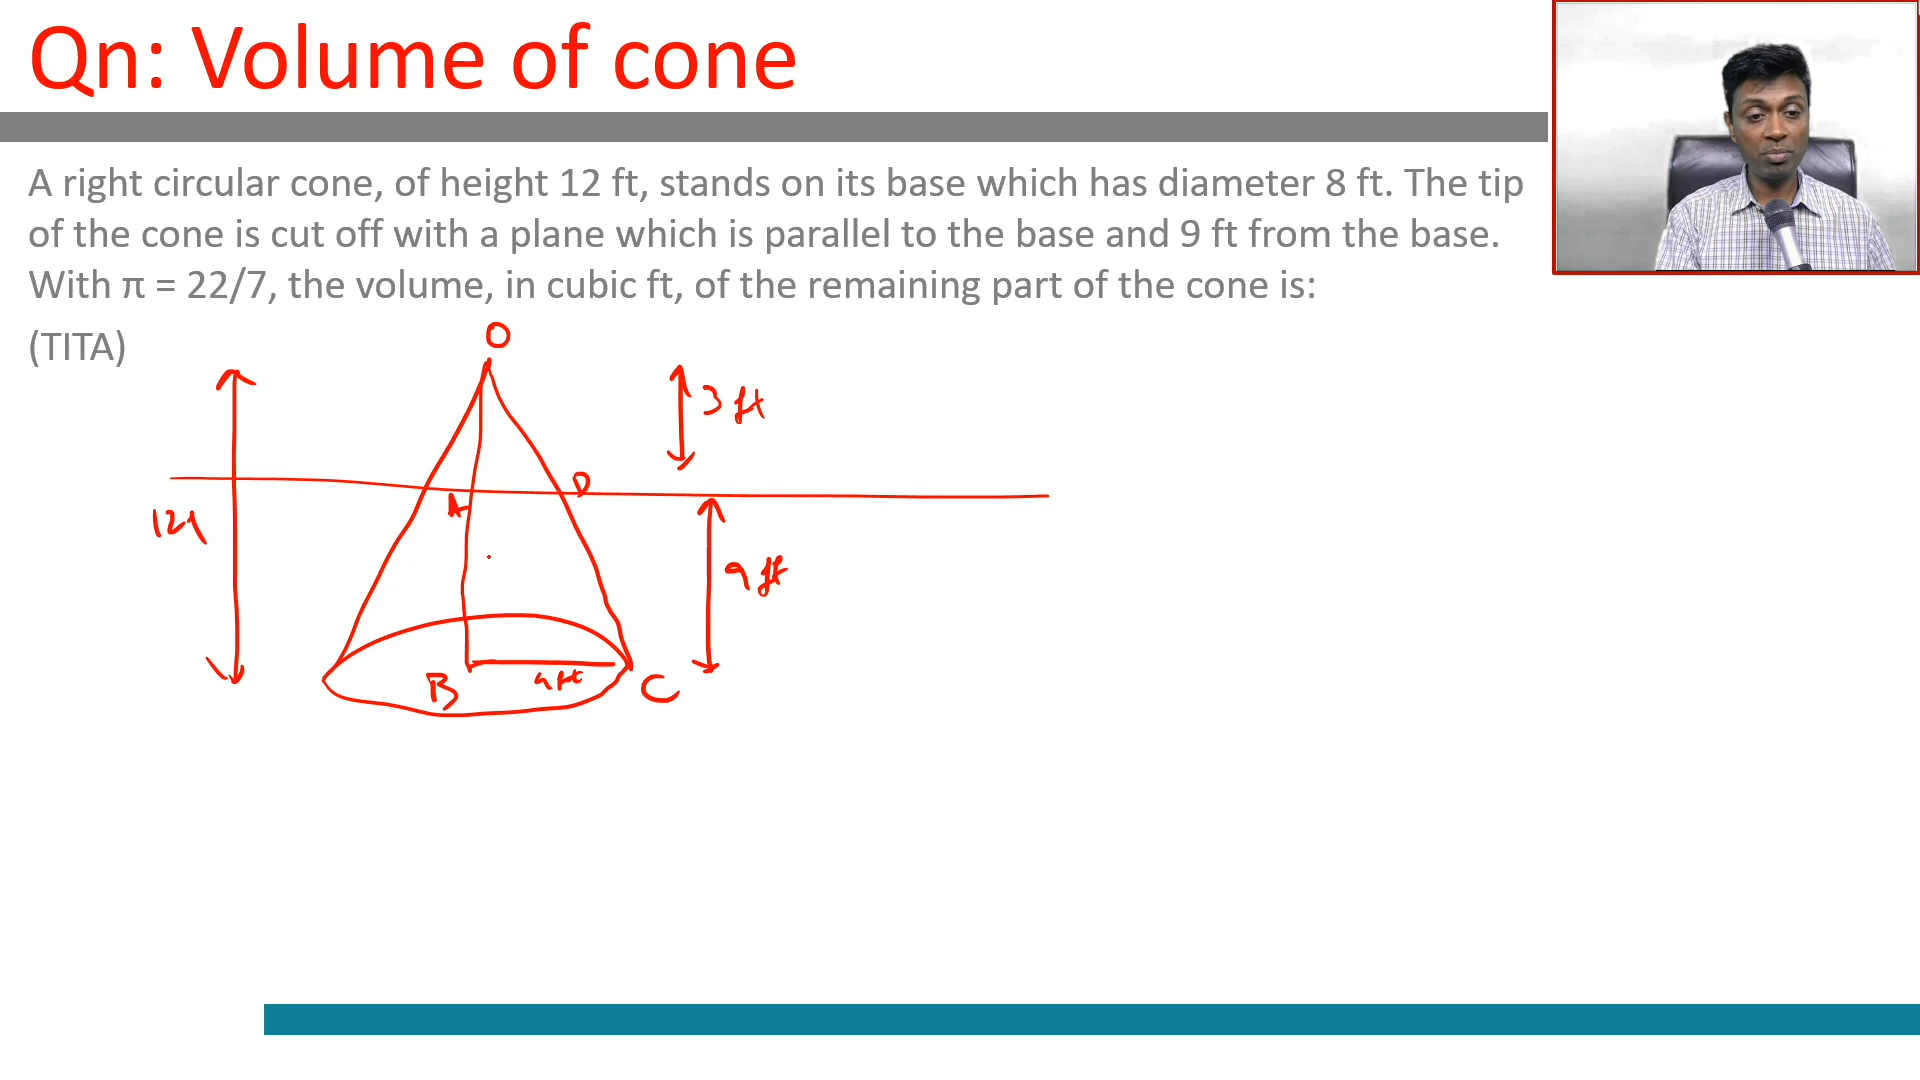 Qn: Volume of cone
A right circular cone, of height 12 ft, stands on its base which has diameter 8 ft. The tip
of the cone is cut off with a plane which is parallel to the base and 9 ft from the base.
With π = 22/7, the volume, in cubic ft, of the remaining part of the cone is:
(TITA)
O
3 ft
D
A
12
9 ft
B
4 ft
C